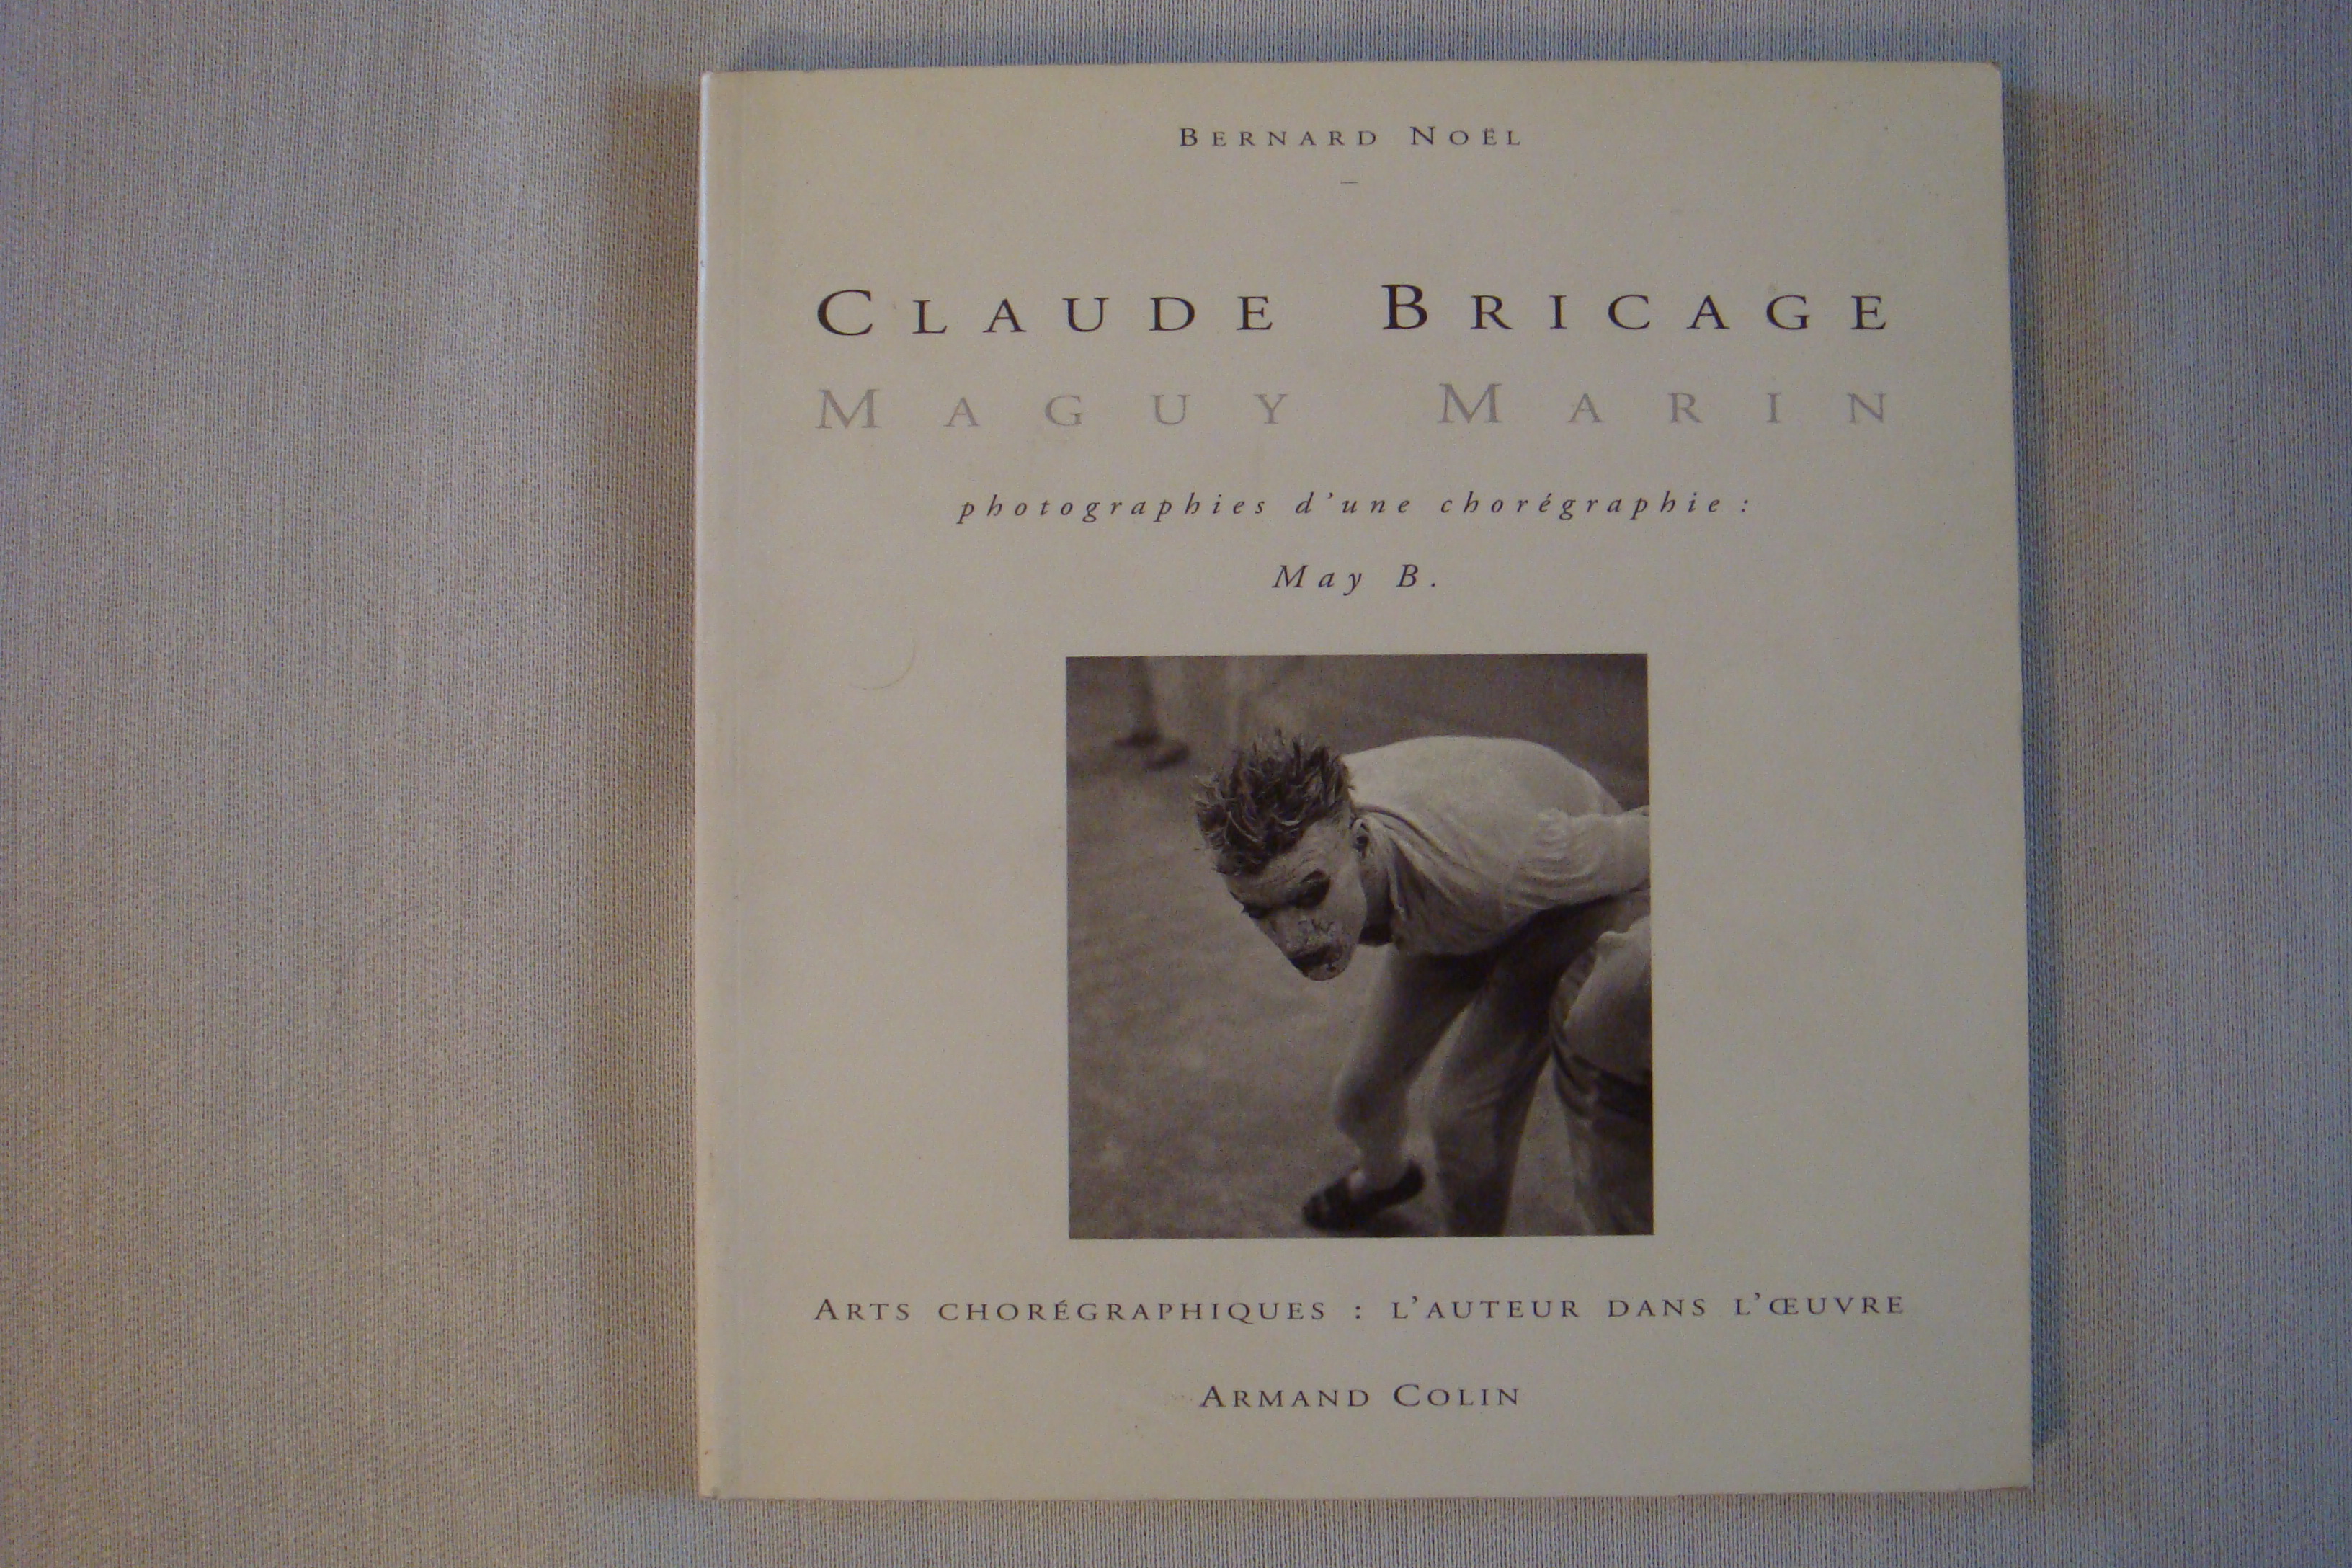 BERNARD NOËL
CLAUDE BRICAGE
MAGUY MARIN
photographies d'une chorégraphie :
May B.
ARTS CHORÉGRAPHIQUES : L'AUTEUR DANS L'ŒUVRE
ARMAND COLIN